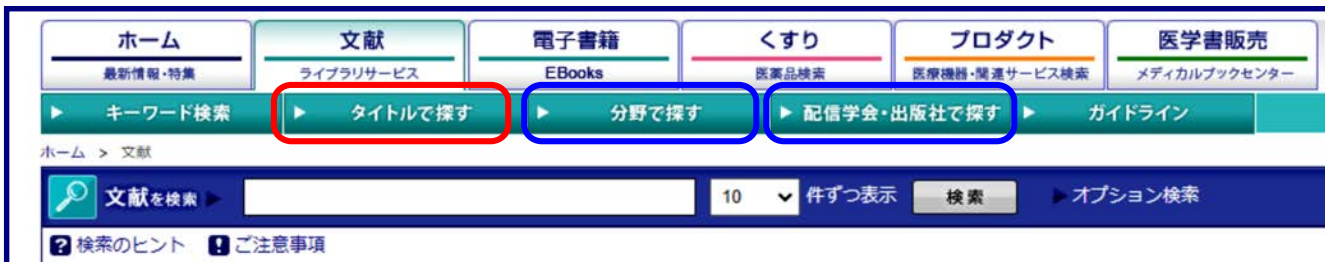 ホーム 文献 電子書籍 くすり プロダクト 医学書販売
最新情報・特集 ライブラリサービス EBooks 医薬品検索 医療機器・関連サービス検索 メディカルブックセンター
キーワード検索 タイトルで探す 分野で探す 配信学会・出版社で探す ガイドライン
ホーム > 文献
文献を検索 10 件ずつ表示 検索 オプション検索
? 検索のヒント ! ご注意事項